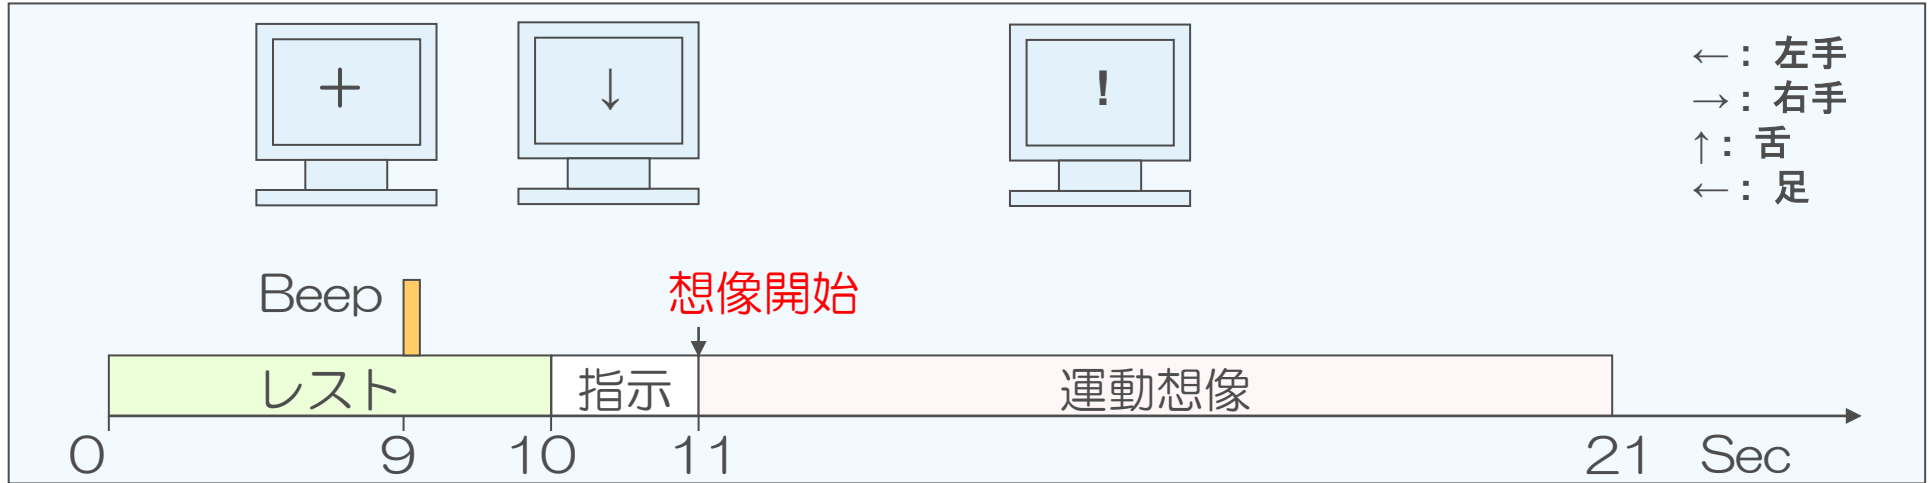 +
↓
!
←: 左手
→: 右手
↑: 舌
←: 足
Beep
想像開始
レスト
指示
運動想像
0
9
10
11
21
Sec